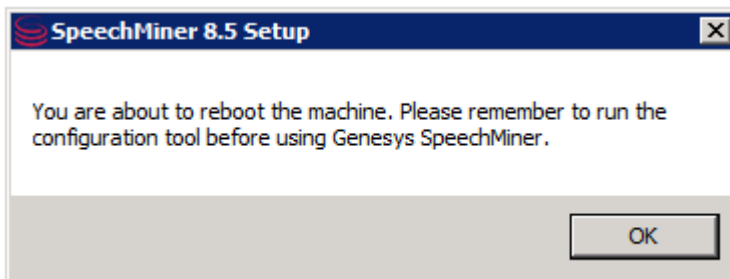 SpeechMiner 8.5 Setup
You are about to reboot the machine. Please remember to run the
configuration tool before using Genesys SpeechMiner.
OK